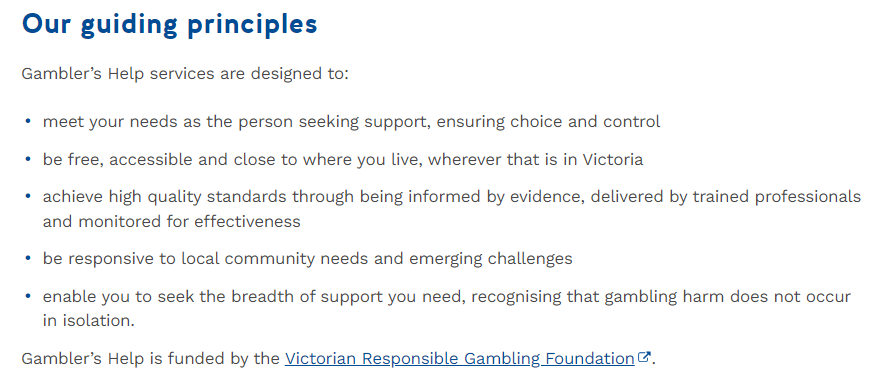 Our guiding principles
Gambler’s Help services are designed to:
• meet your needs as the person seeking support, ensuring choice and control
• be free, accessible and close to where you live, wherever that is in Victoria
• achieve high quality standards through being informed by evidence, delivered by trained professionals
and monitored for effectiveness
• be responsive to local community needs and emerging challenges
• enable you to seek the breadth of support you need, recognising that gambling harm does not occur
in isolation.
Gambler’s Help is funded by the Victorian Responsible Gambling Foundation.